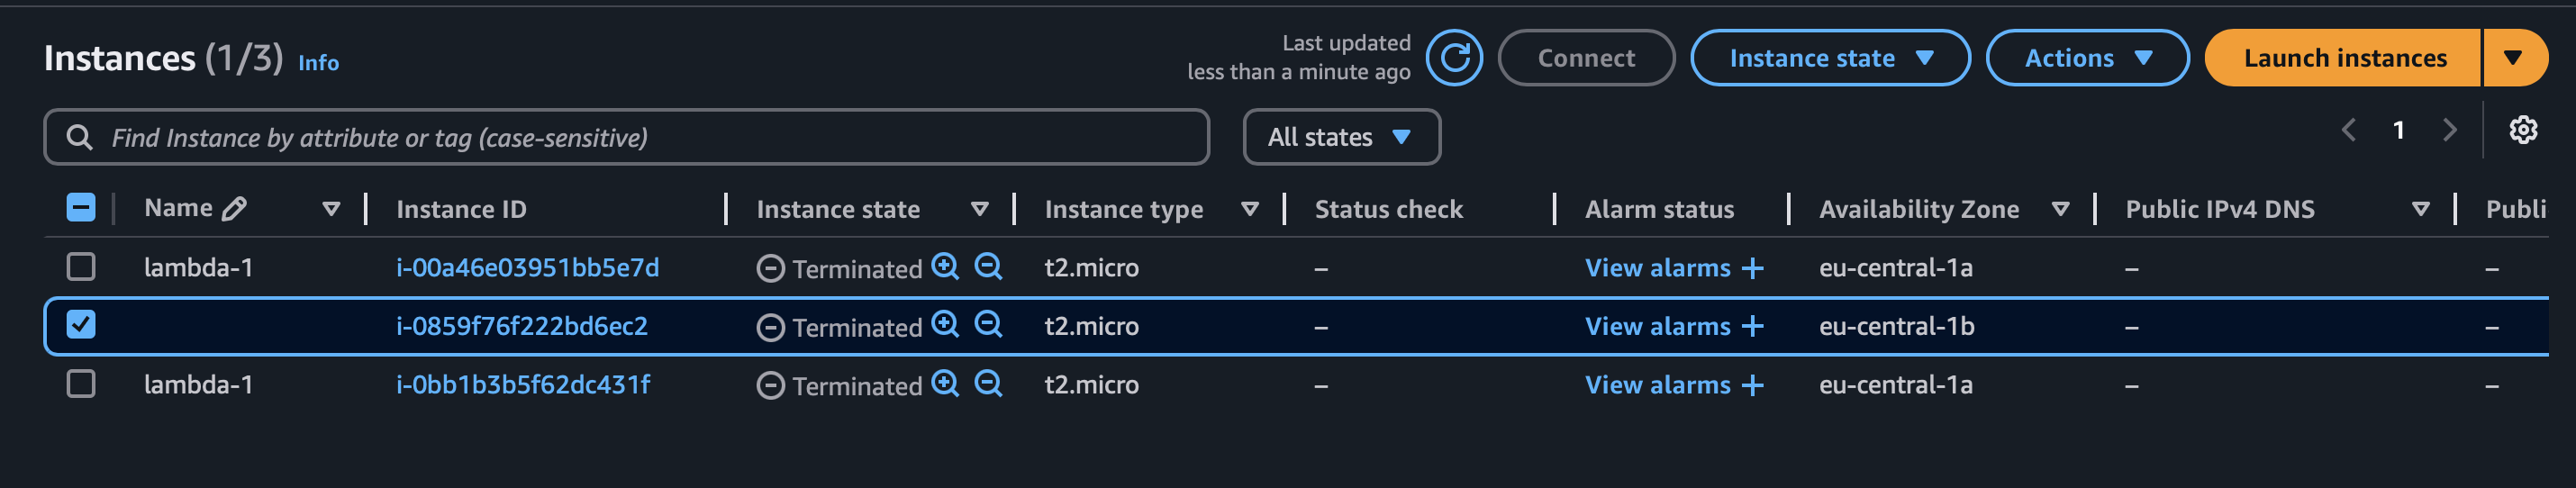 Instances (1/3) Info
Last updated
less than a minute ago
Connect
Instance state
Actions
Launch instances
Find Instance by attribute or tag (case-sensitive)
All states
1
Name Instance ID Instance state Instance type Status check Alarm status Availability Zone Public IPv4 DNS Publi
lambda-1 i-00a46e03951bb5e7d Terminated t2.micro – View alarms + eu-central-1a – –
i-0859f76f222bd6ec2 Terminated t2.micro – View alarms + eu-central-1b – –
lambda-1 i-0bb1b3b5f62dc431f Terminated t2.micro – View alarms + eu-central-1a – –